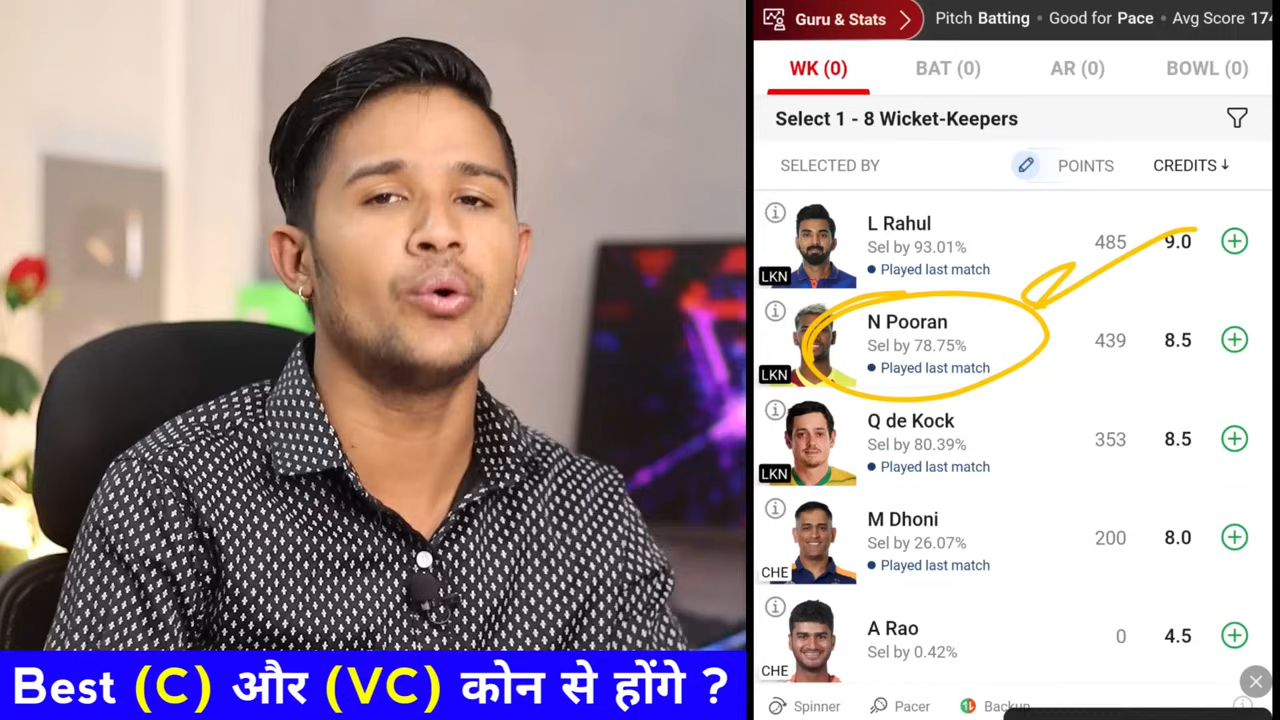 Guru & Stats
Pitch Batting • Good for Pace • Avg Score 174
WK (0) BAT (0) AR (0) BOWL (0)
Select 1 - 8 Wicket-Keepers
SELECTED BY POINTS CREDITS↓
L Rahul
Sel by 93.01% 485 9.0
Played last match
LKN
N Pooran
Sel by 78.75% 439 8.5
Played last match
LKN
Q de Kock
Sel by 80.39% 353 8.5
Played last match
LKN
M Dhoni
Sel by 26.07% 200 8.0
Played last match
CHE
A Rao
Sel by 0.42% 0 4.5
CHE
Spinner Pacer Backup
Best (C) और (VC) कोन से होंगे ?